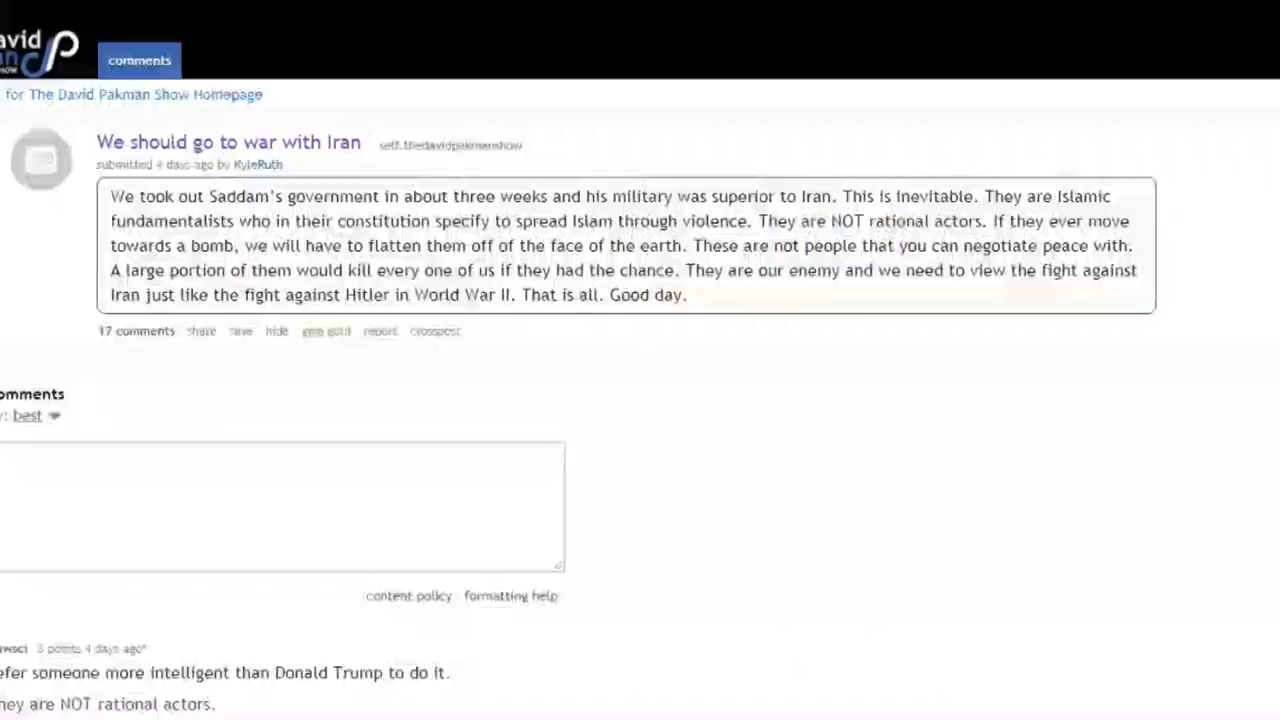 avid
comments
for The David Pakman Show Homepage
We should go to war with Iran self.thedavidpakmanshow
submitted 4 days ago by KyleRuth
We took out Saddam's government in about three weeks and his military was superior to Iran. This is inevitable. They are Islamic
fundamentalists who in their constitution specify to spread Islam through violence. They are NOT rational actors. If they ever move
towards a bomb, we will have to flatten them off of the face of the earth. These are not people that you can negotiate peace with.
A large portion of them would kill every one of us if they had the chance. They are our enemy and we need to view the fight against
Iran just like the fight against Hitler in World War II. That is all. Good day.
17 comments share save hide give gold report crosspost
omments
y: best
content policy formatting help
awsci 3 points 4 days ago*
efer someone more intelligent than Donald Trump to do it.
hey are NOT rational actors.